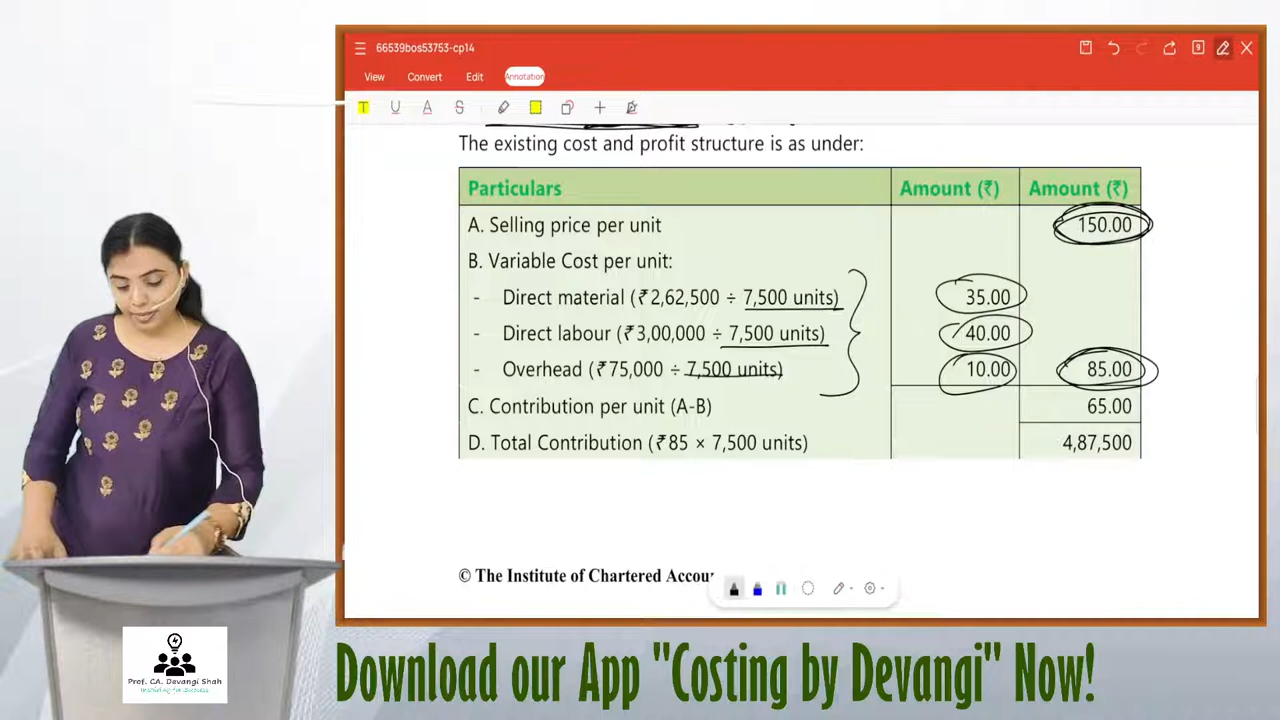 66539bos53753-cp14
9
View Convert Edit Annotation
T U A S
The existing cost and profit structure is as under:
Particulars Amount (₹) Amount (₹)
A. Selling price per unit 150.00
B. Variable Cost per unit:
- Direct material (₹2,62,500 ÷ 7,500 units) 35.00
- Direct labour (₹3,00,000 ÷ 7,500 units) 40.00
- Overhead (₹75,000 ÷ 7,500 units) 10.00 85.00
C. Contribution per unit (A-B) 65.00
D. Total Contribution (₹85 × 7,500 units) 4,87,500
© The Institute of Chartered Accour
Prof. CA. Devangi Shah
Download our App "Costing by Devangi" Now!